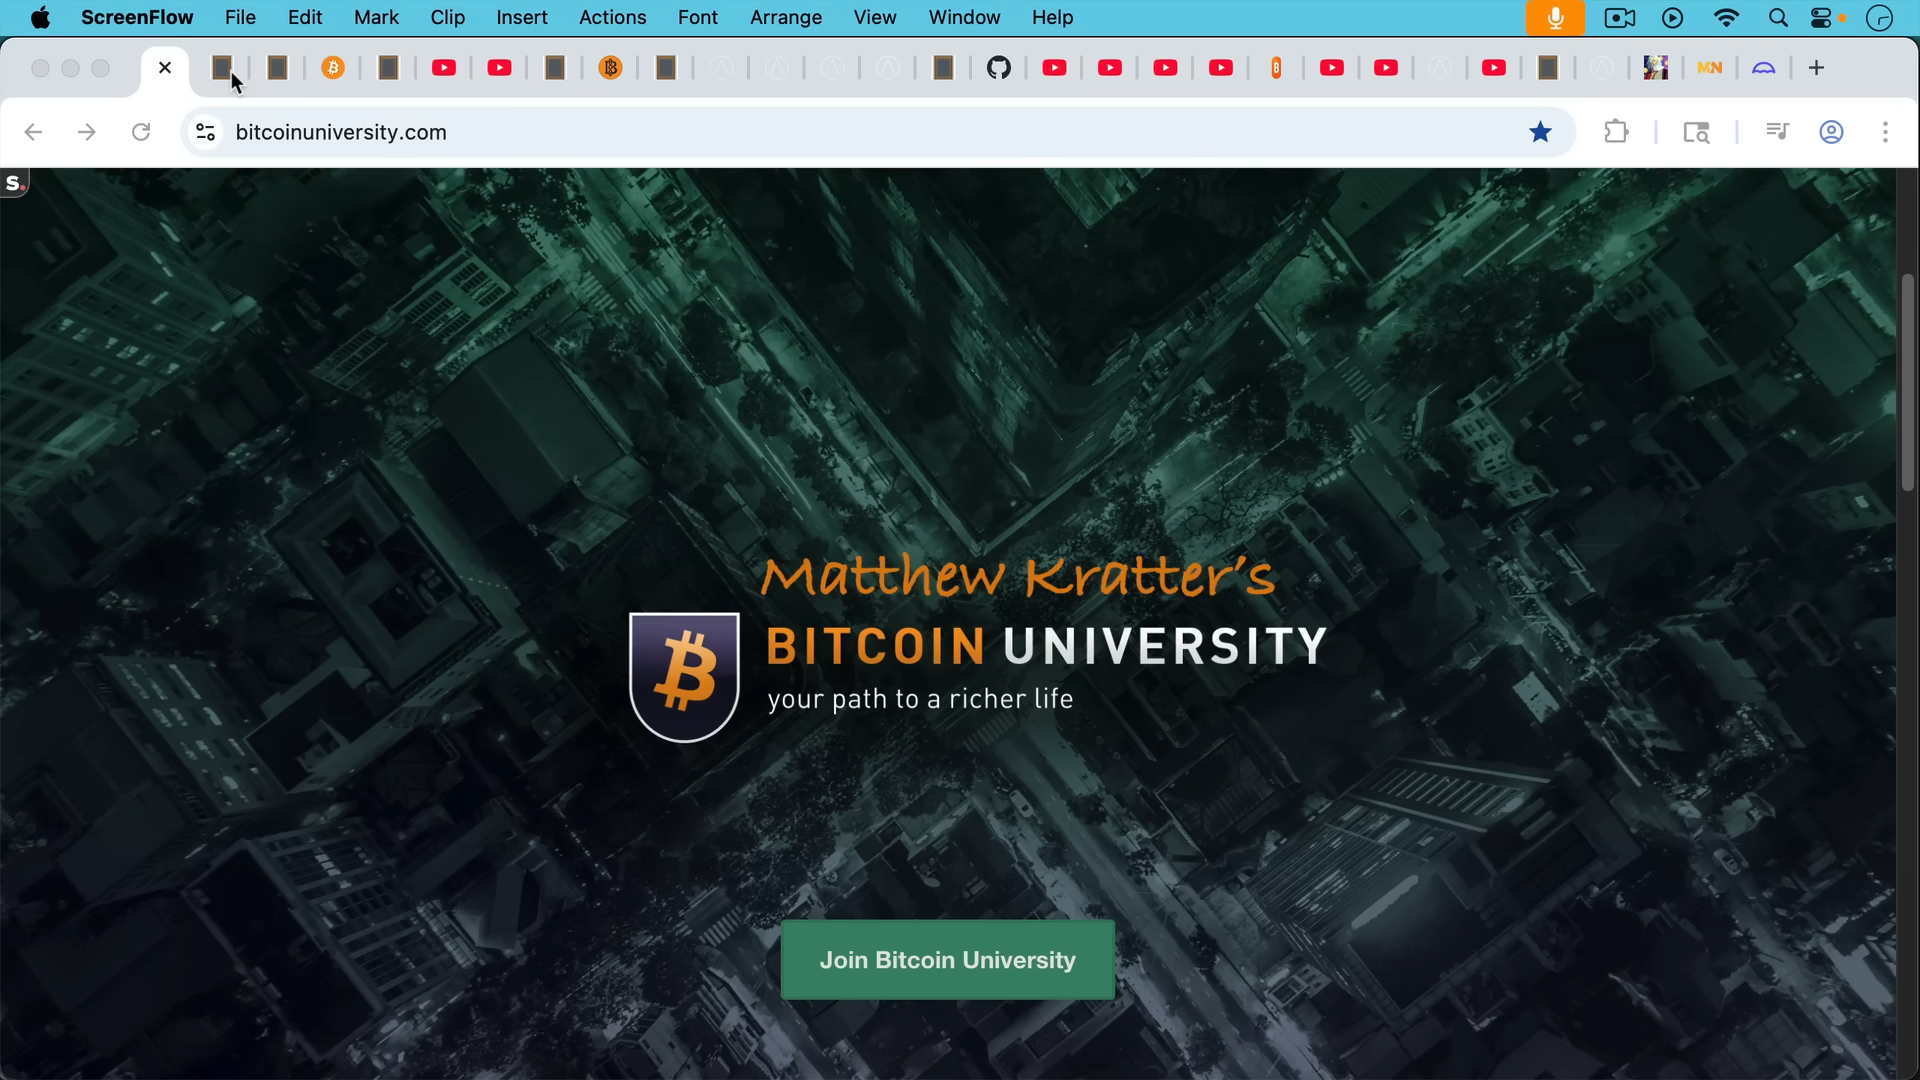 ScreenFlow File Edit Mark Clip Insert Actions Font Arrange View Window Help
MN
bitcoinuniversity.com
s.
Matthew Kratter's
BITCOIN UNIVERSITY
your path to a richer life
Join Bitcoin University